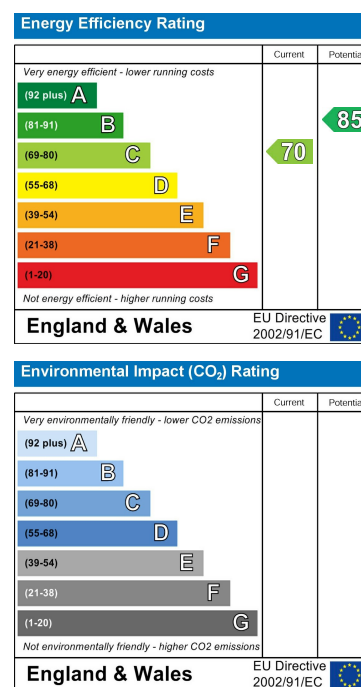 Energy Efficiency Rating
Current Potentia
Very energy efficient - lower running costs
(92 plus) A
(81-91) B
85
(69-80) C
70
(55-68) D
(39-54) E
(21-38) F
(1-20) G
Not energy efficient - higher running costs
England & Wales
EU Directive
2002/91/EC
Environmental Impact (CO₂) Rating
Current Potentia
Very environmentally friendly - lower CO2 emissions
(92 plus) A
(81-91) B
(69-80) C
(55-68) D
(39-54) E
(21-38) F
(1-20) G
Not environmentally friendly - higher CO2 emissions
England & Wales
EU Directive
2002/91/EC